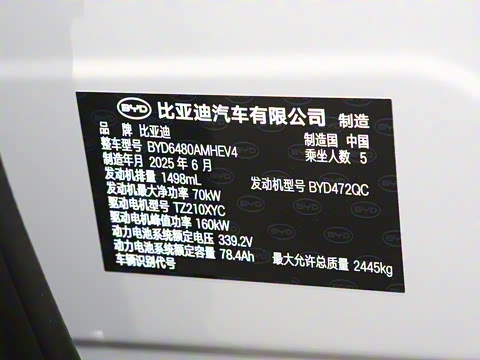 BYD 比亚迪汽车有限公司 制造
品 牌 比亚迪 制造国 中国
整车型号 BYD6480AMHEV4 乘坐人数 5
制造年月 2025 年 6 月
发动机排量 1498mL 发动机型号 BYD472QC
发动机最大净功率 70kW
驱动电机型号 TZ210XYC
驱动电机峰值功率 160kW
动力电池系统额定电压 339.2V
动力电池系统额定容量 78.4Ah 最大允许总质量 2445kg
车辆识别代号